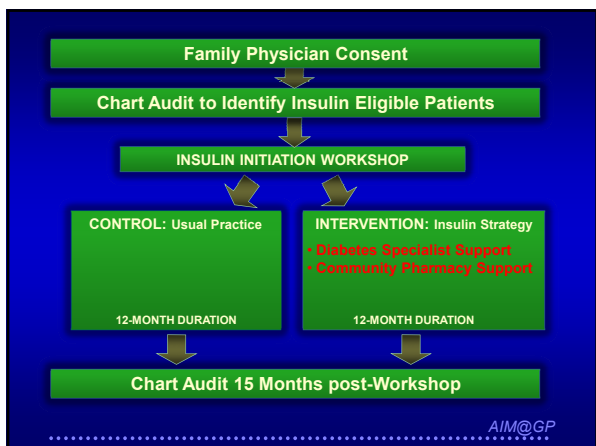 Family Physician Consent
Chart Audit to Identify Insulin Eligible Patients
INSULIN INITIATION WORKSHOP
CONTROL: Usual Practice
12-MONTH DURATION
INTERVENTION: Insulin Strategy
• Diabetes Specialist Support
• Community Pharmacy Support
12-MONTH DURATION
Chart Audit 15 Months post-Workshop
AIM@GP